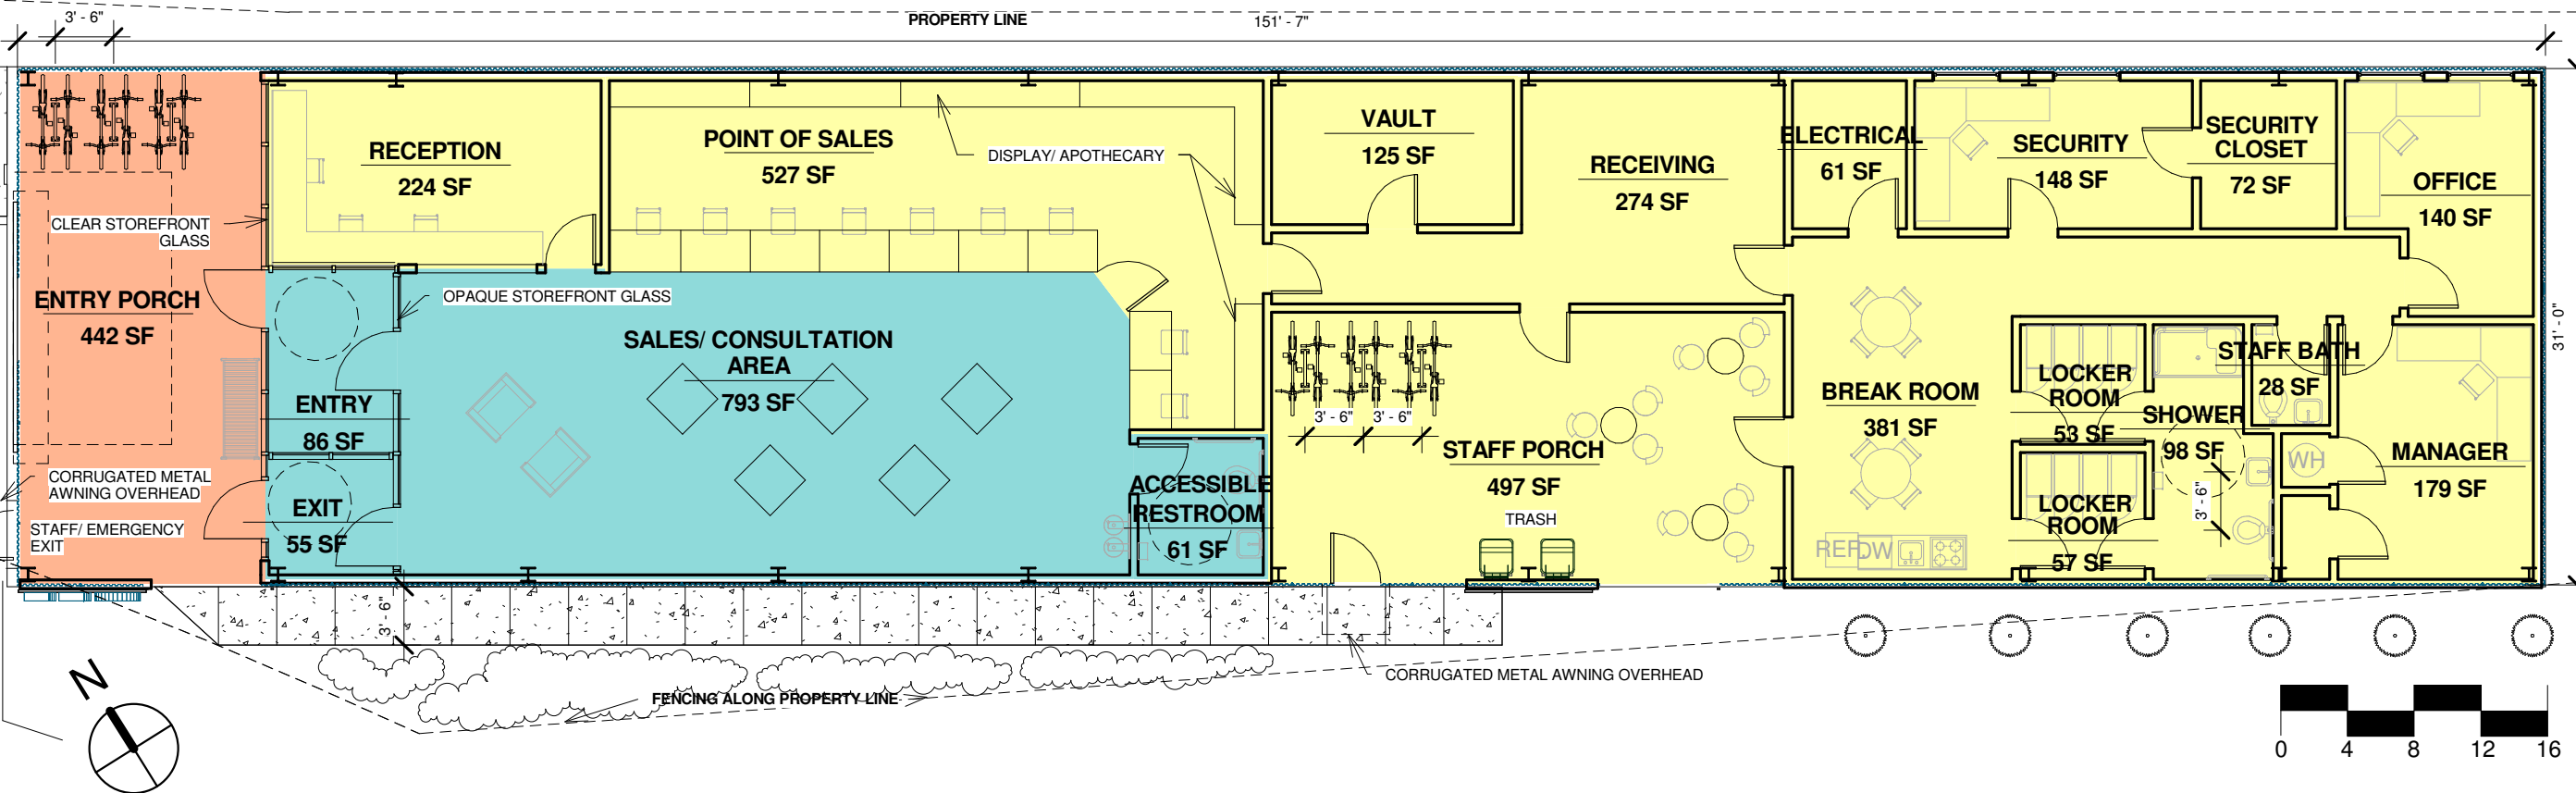 3' - 6"
PROPERTY LINE
151' - 7"
RECEPTION
224 SF
POINT OF SALES
527 SF
DISPLAY/ APOTHECARY
VAULT
125 SF
RECEIVING
274 SF
ELECTRICAL
61 SF
SECURITY
148 SF
SECURITY
CLOSET
72 SF
OFFICE
140 SF
CLEAR STOREFRONT
GLASS
ENTRY PORCH
442 SF
OPAQUE STOREFRONT GLASS
SALES/ CONSULTATION
AREA
793 SF
ENTRY
86 SF
EXIT
55 SF
CORRUGATED METAL
AWNING OVERHEAD
STAFF/ EMERGENCY
EXIT
ACCESSIBLE
RESTROOM
61 SF
3' - 6"
3' - 6"
STAFF PORCH
497 SF
TRASH
BREAK ROOM
381 SF
REF.
DW
LOCKER
ROOM
53 SF
LOCKER
ROOM
57 SF
SHOWER
98 SF
3' - 6"
STAFF BATH
28 SF
WH
MANAGER
179 SF
31' - 0"
3' - 6"
CORRUGATED METAL AWNING OVERHEAD
FENCING ALONG PROPERTY LINE
N
0 4 8 12 16